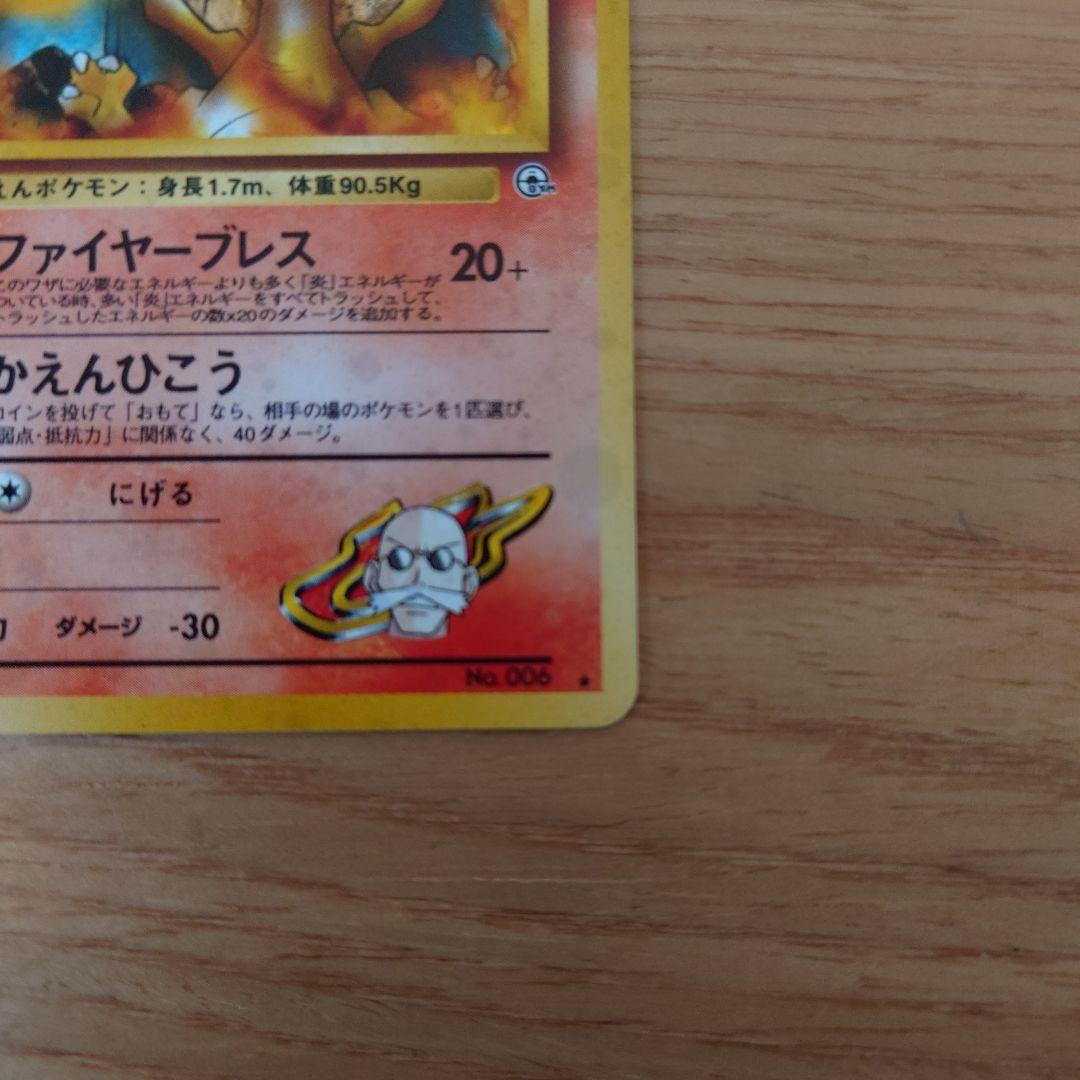 えんポケモン：身長1.7m、体重90.5Kg
ファイヤーブレス 20+
このワザに必要なエネルギーよりも多く「炎」エネルギーが
ついている時、多い「炎」エネルギーをすべてトラッシュして、
トラッシュしたエネルギーの数x20のダメージを追加する。
かえんひこう
コインを投げて「おもて」なら、相手の場のポケモンを1匹選び、
弱点・抵抗力」に関係なく、40ダメージ。
にげる
力 ダメージ -30
No. 006 ★